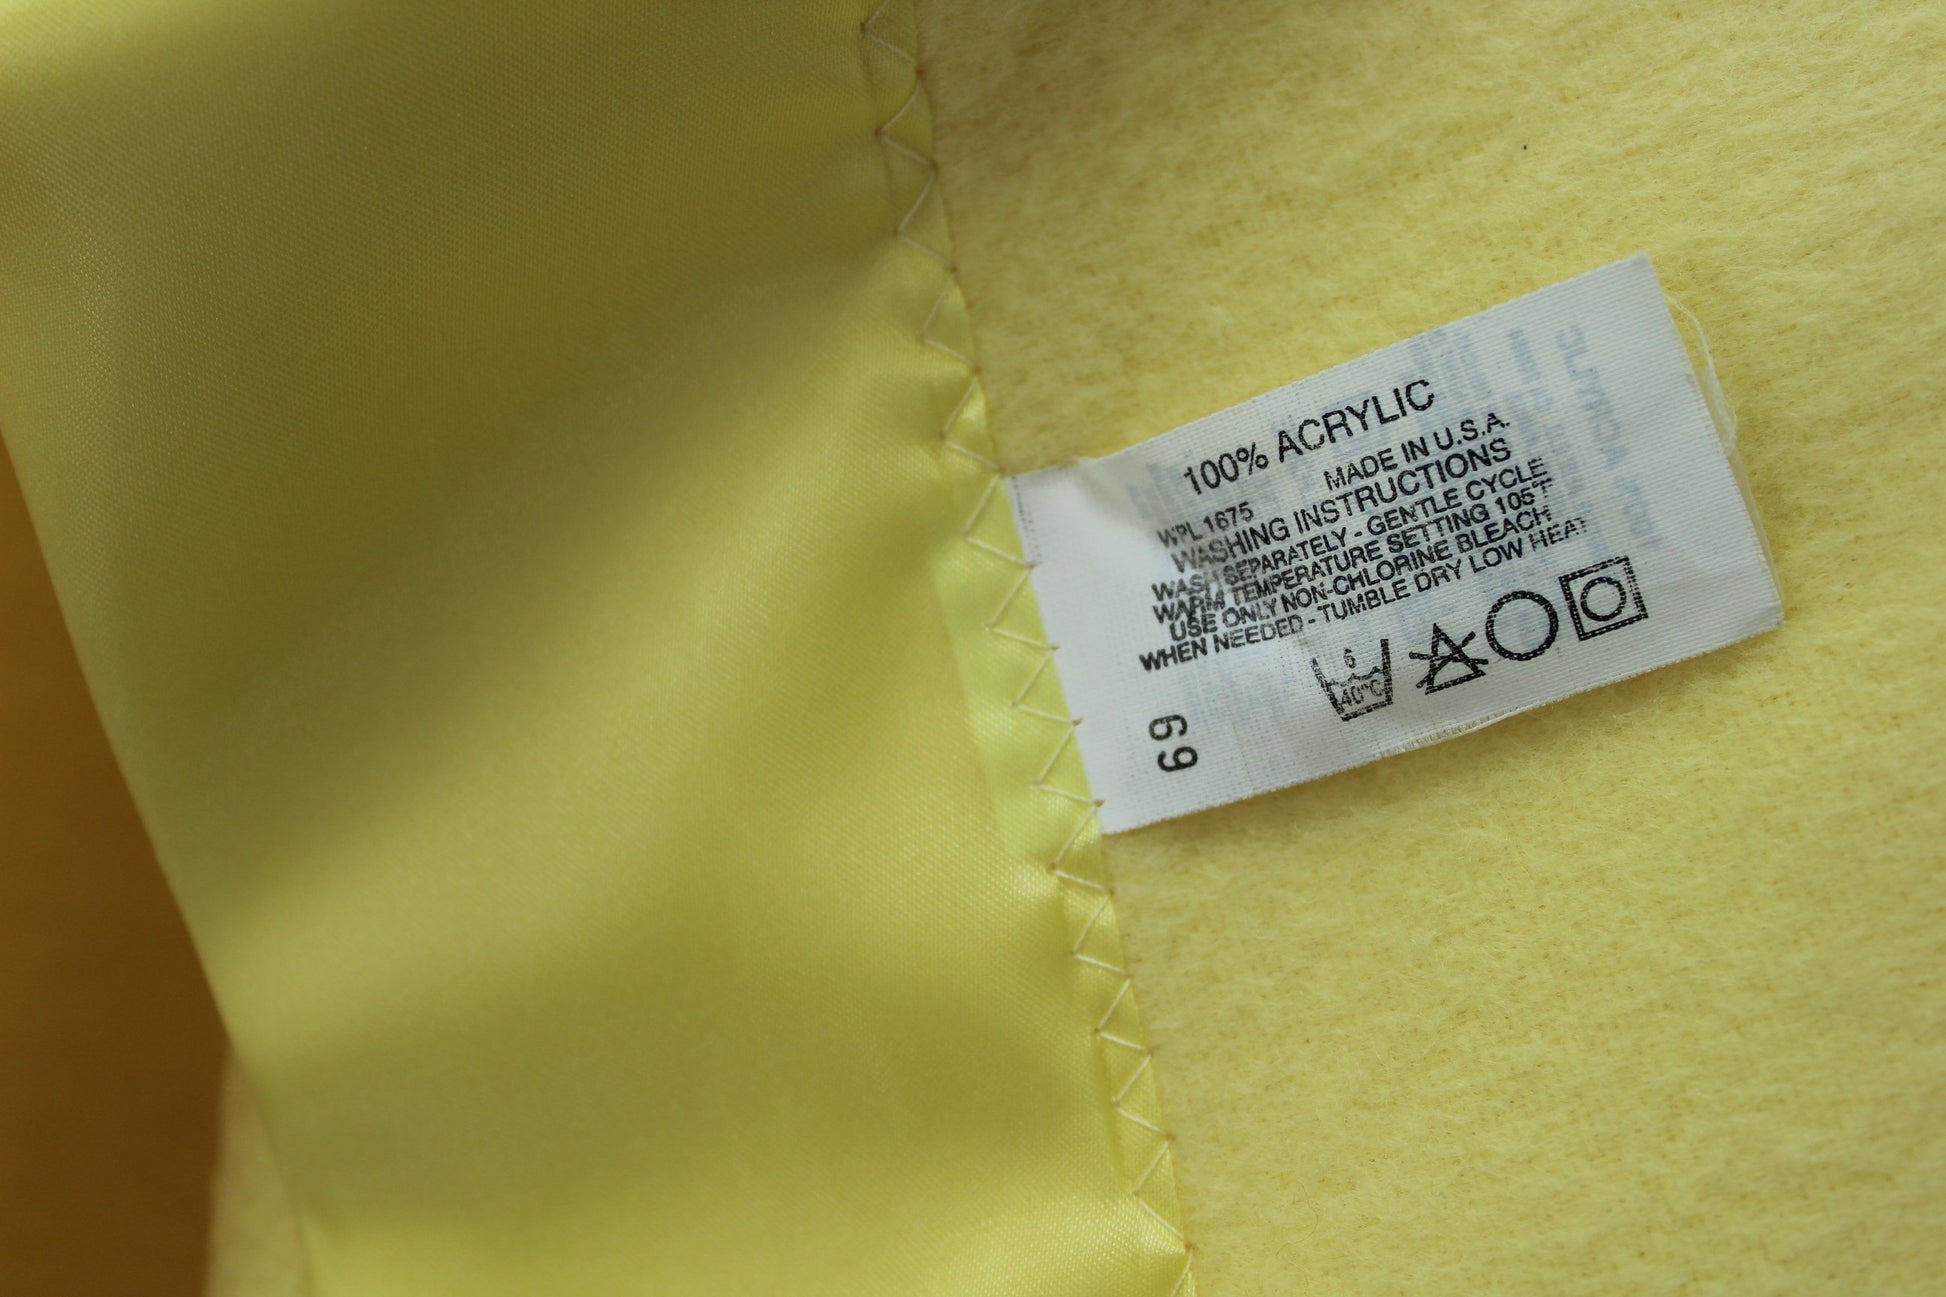 100% ACRYLIC
MADE IN U.S.A.
WPL 1675
WASHING INSTRUCTIONS
WASH SEPARATELY - GENTLE CYCLE
WARM TEMPERATURE SETTING 105°F
USE ONLY NON-CHLORINE BLEACH
WHEN NEEDED - TUMBLE DRY LOW HEAT
6
40°C
69